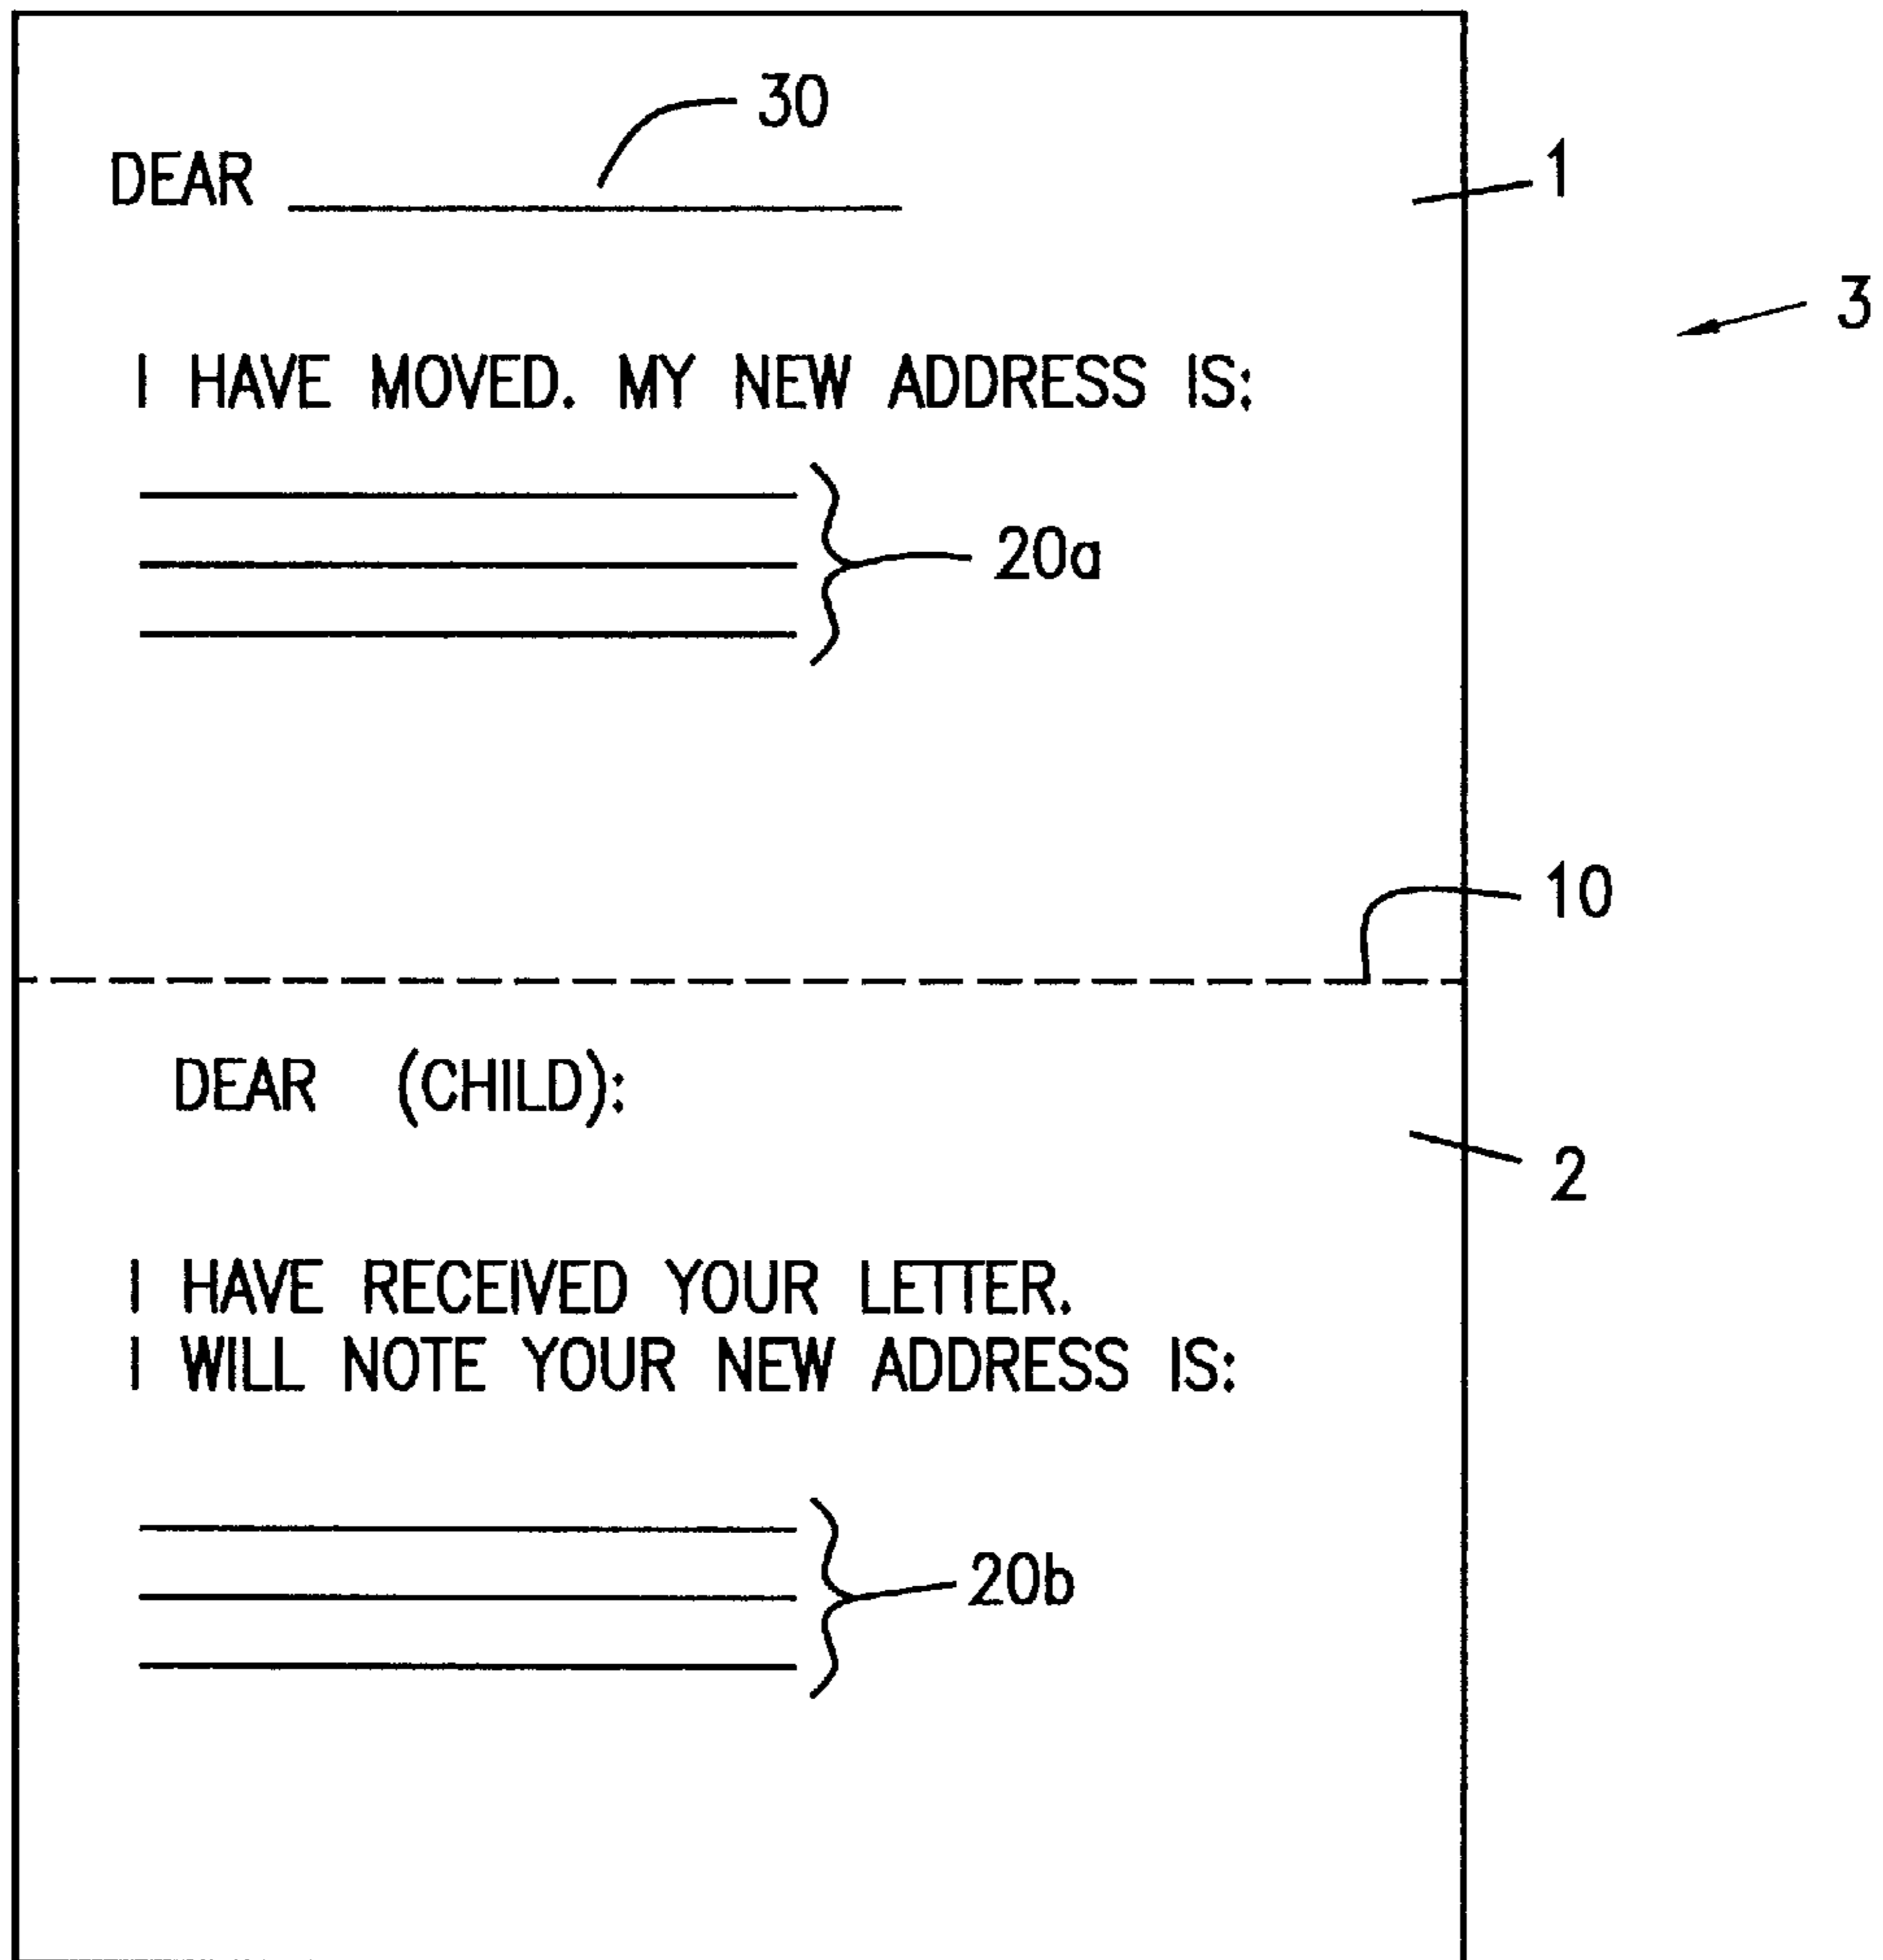 30
DEAR
1
3
I HAVE MOVED. MY NEW ADDRESS IS:
20a
10
DEAR (CHILD):
2
I HAVE RECEIVED YOUR LETTER.
I WILL NOTE YOUR NEW ADDRESS IS:
20b